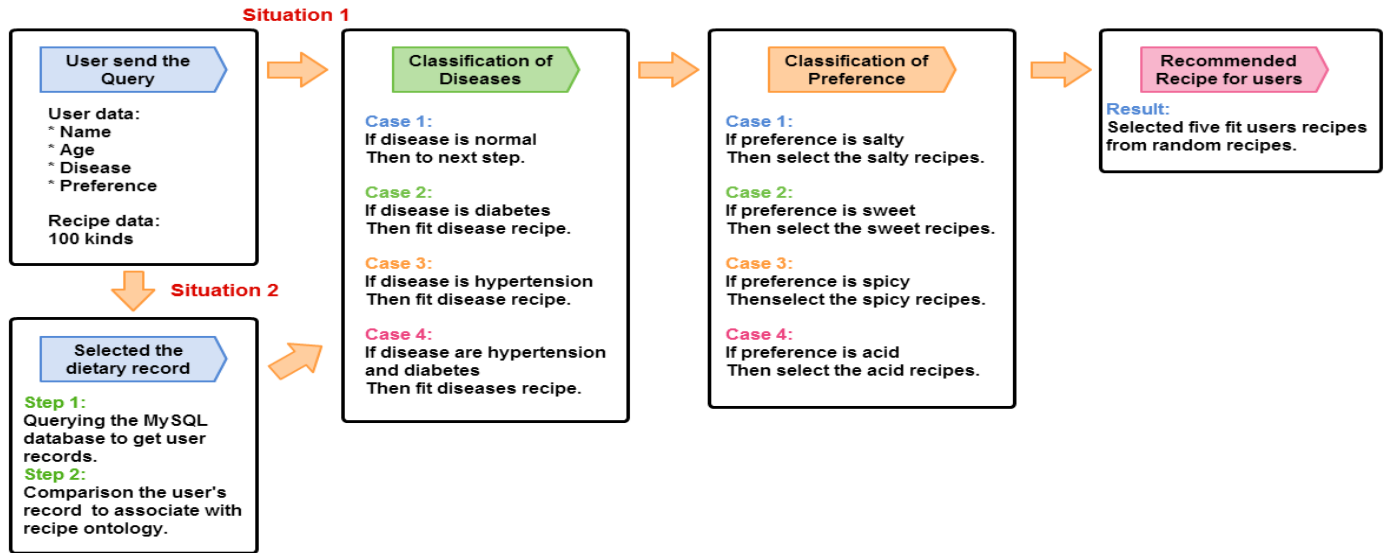 Situation 1
User send the
Query
User data:
* Name
* Age
* Disease
* Preference
Recipe data:
100 kinds
Situation 2
Selected the
dietary record
Step 1:
Querying the MySQL
database to get user
records.
Step 2:
Comparison the user's
record to associate with
recipe ontology.
Classification of
Diseases
Case 1:
If disease is normal
Then to next step.
Case 2:
If disease is diabetes
Then fit disease recipe.
Case 3:
If disease is hypertension
Then fit disease recipe.
Case 4:
If disease are hypertension
and diabetes
Then fit diseases recipe.
Classification of
Preference
Case 1:
If preference is salty
Then select the salty recipes.
Case 2:
If preference is sweet
Then select the sweet recipes.
Case 3:
If preference is spicy
Thenselect the spicy recipes.
Case 4:
If preference is acid
Then select the acid recipes.
Recommended
Recipe for users
Result:
Selected five fit users recipes
from random recipes.